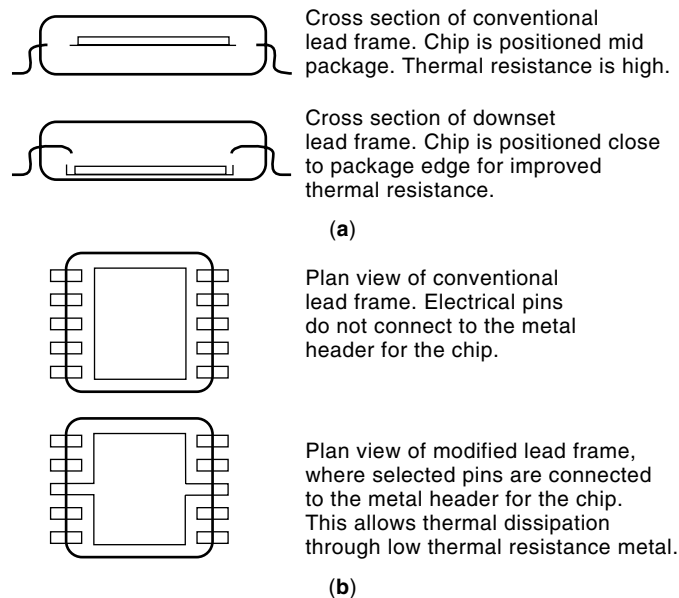 Cross section of conventional
lead frame. Chip is positioned mid
package. Thermal resistance is high.
Cross section of downset
lead frame. Chip is positioned close
to package edge for improved
thermal resistance.
(a)
Plan view of conventional
lead frame. Electrical pins
do not connect to the metal
header for the chip.
Plan view of modified lead frame,
where selected pins are connected
to the metal header for the chip.
This allows thermal dissipation
through low thermal resistance metal.
(b)